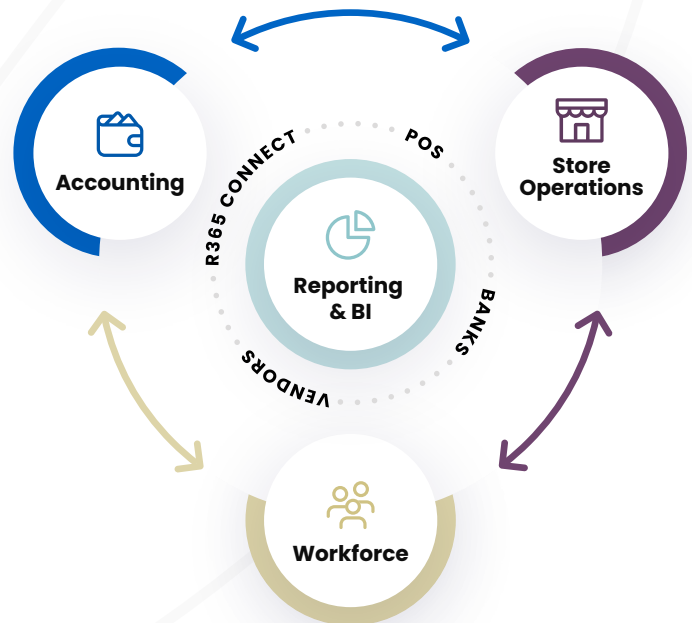 Accounting
Store
Operations
R365 CONNECT
POS
BANKS
VENDORS
Reporting
& BI
Workforce